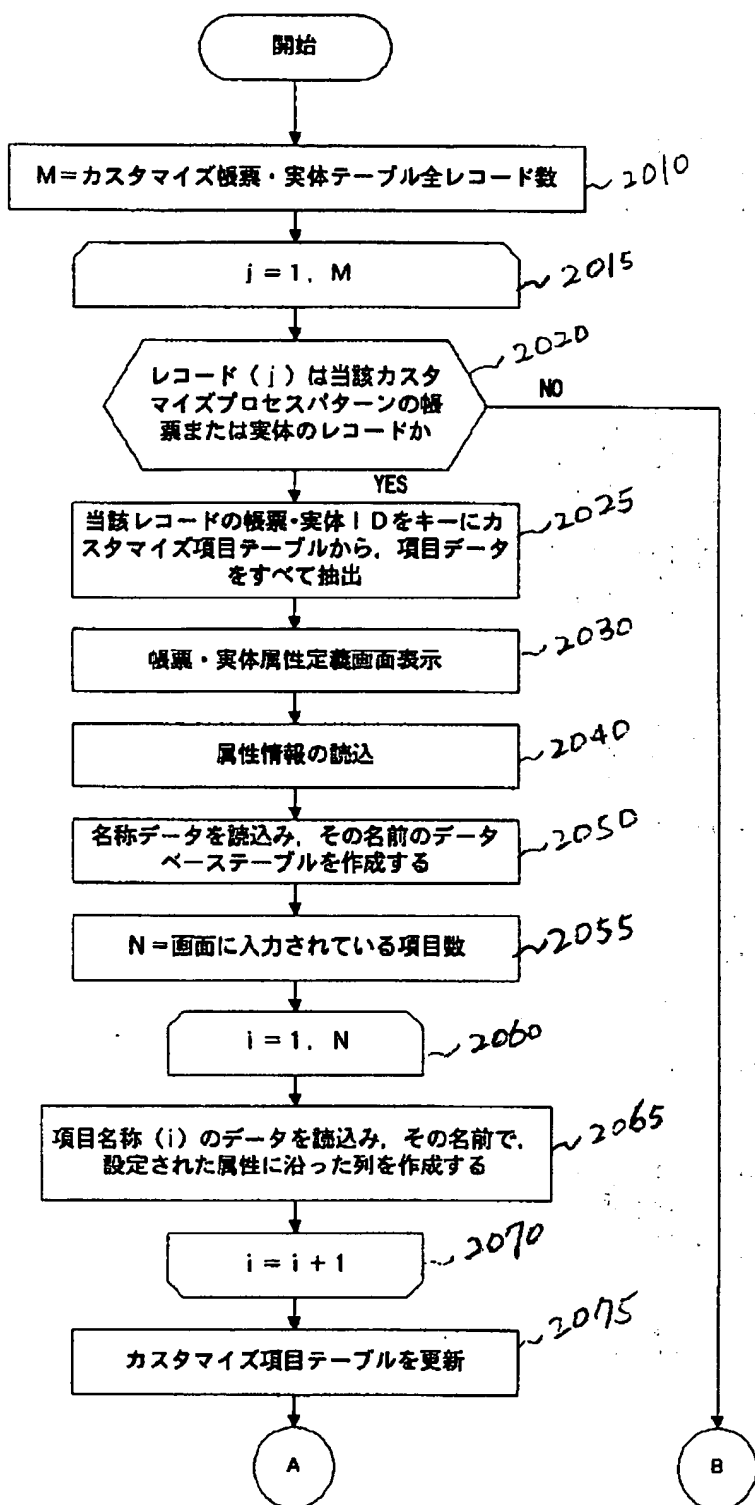 開始
M=カスタマイズ帳票・実体テーブル全レコード数
2010
j=1, M
2015
レコード(j)は当該カスタ
マイズプロセスパターンの帳
票または実体のレコードか
2020
NO
YES
当該レコードの帳票・実体IDをキーにカ
スタマイズ項目テーブルから,項目データ
をすべて抽出
2025
帳票・実体属性定義画面表示
2030
属性情報の読込
2040
名称データを読込み,その名前のデータ
ベーステーブルを作成する
2050
N=画面に入力されている項目数
2055
i=1, N
2060
項目名称(i)のデータを読込み,その名前で,
設定された属性に沿った列を作成する
2065
i=i+1
2070
カスタマイズ項目テーブルを更新
2075
A
B